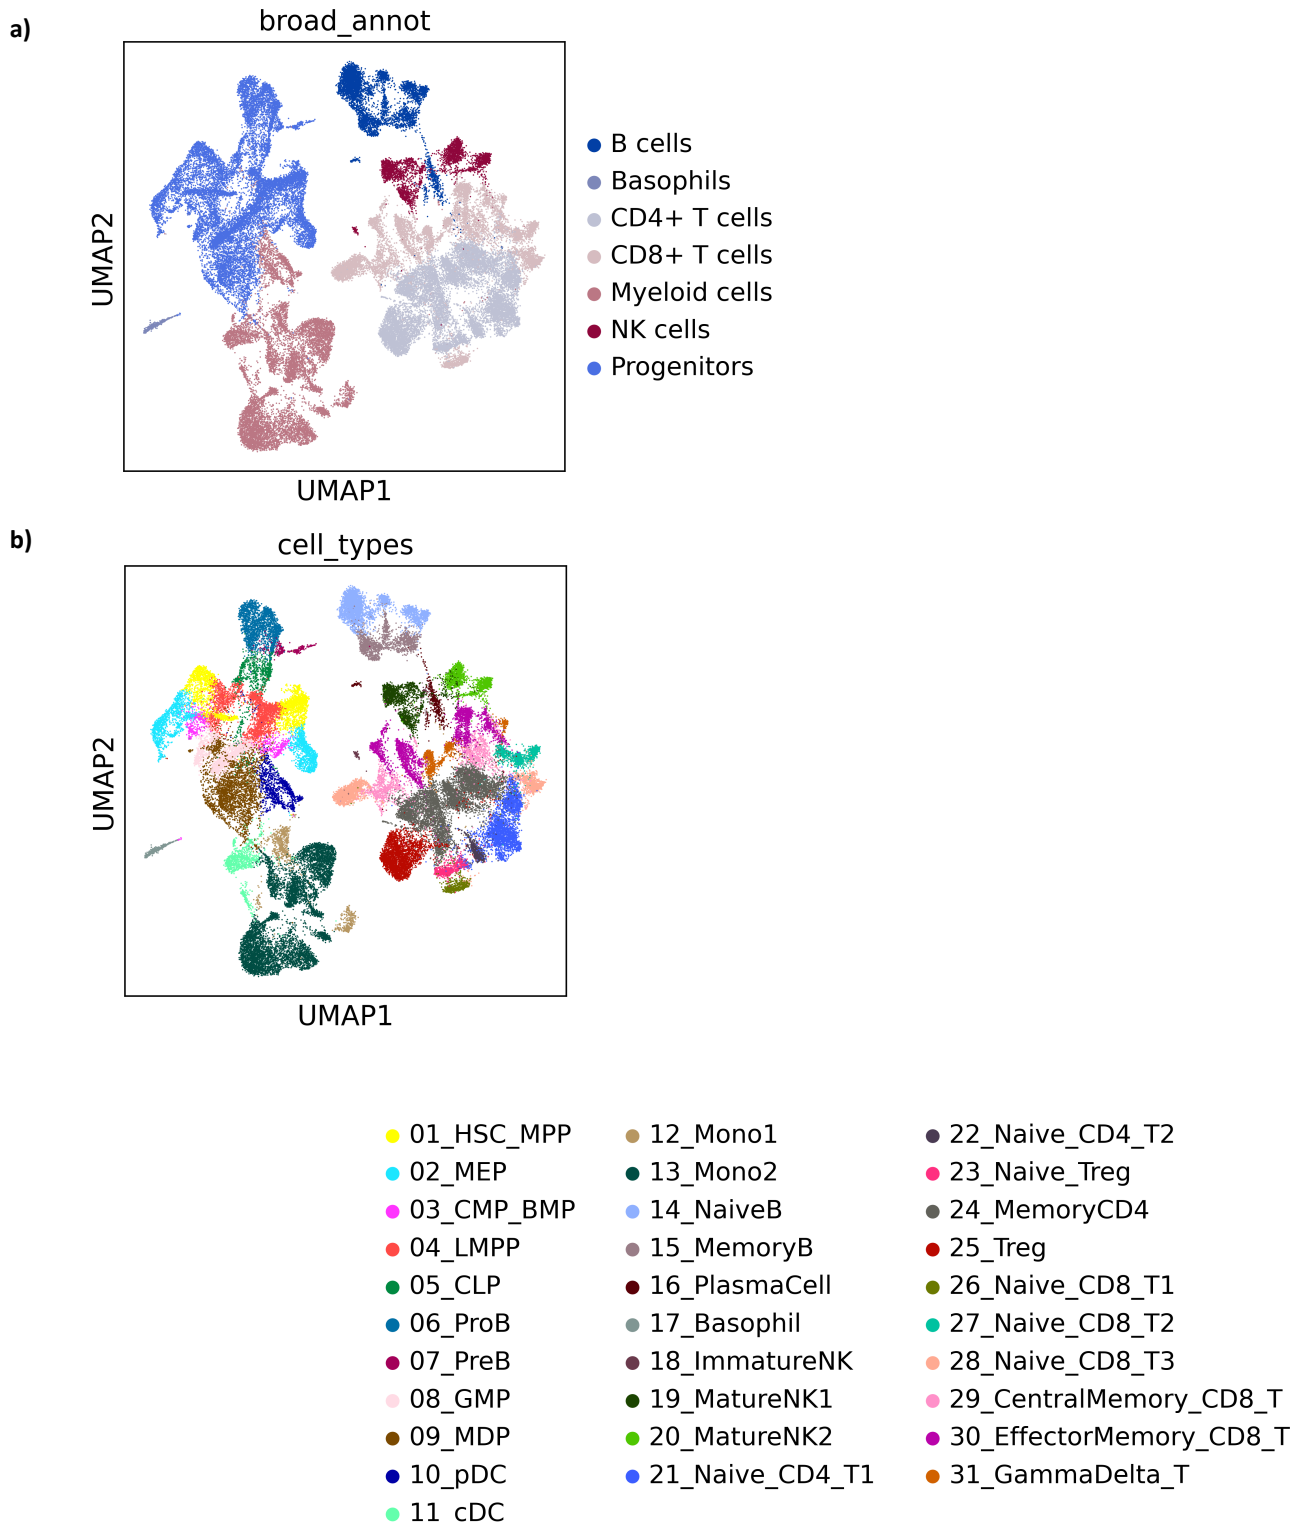 a)
broad_annot
UMAP2
UMAP1
B cells
Basophils
CD4+ T cells
CD8+ T cells
Myeloid cells
NK cells
Progenitors
b)
cell_types
UMAP2
UMAP1
01_HSC_MPP
02_MEP
03_CMP_BMP
04_LMPP
05_CLP
06_ProB
07_PreB
08_GMP
09_MDP
10_pDC
11_cDC
12_Mono1
13_Mono2
14_NaiveB
15_MemoryB
16_PlasmaCell
17_Basophil
18_ImmatureNK
19_MatureNK1
20_MatureNK2
21_Naive_CD4_T1
22_Naive_CD4_T2
23_Naive_Treg
24_MemoryCD4
25_Treg
26_Naive_CD8_T1
27_Naive_CD8_T2
28_Naive_CD8_T3
29_CentralMemory_CD8_T
30_EffectorMemory_CD8_T
31_GammaDelta_T